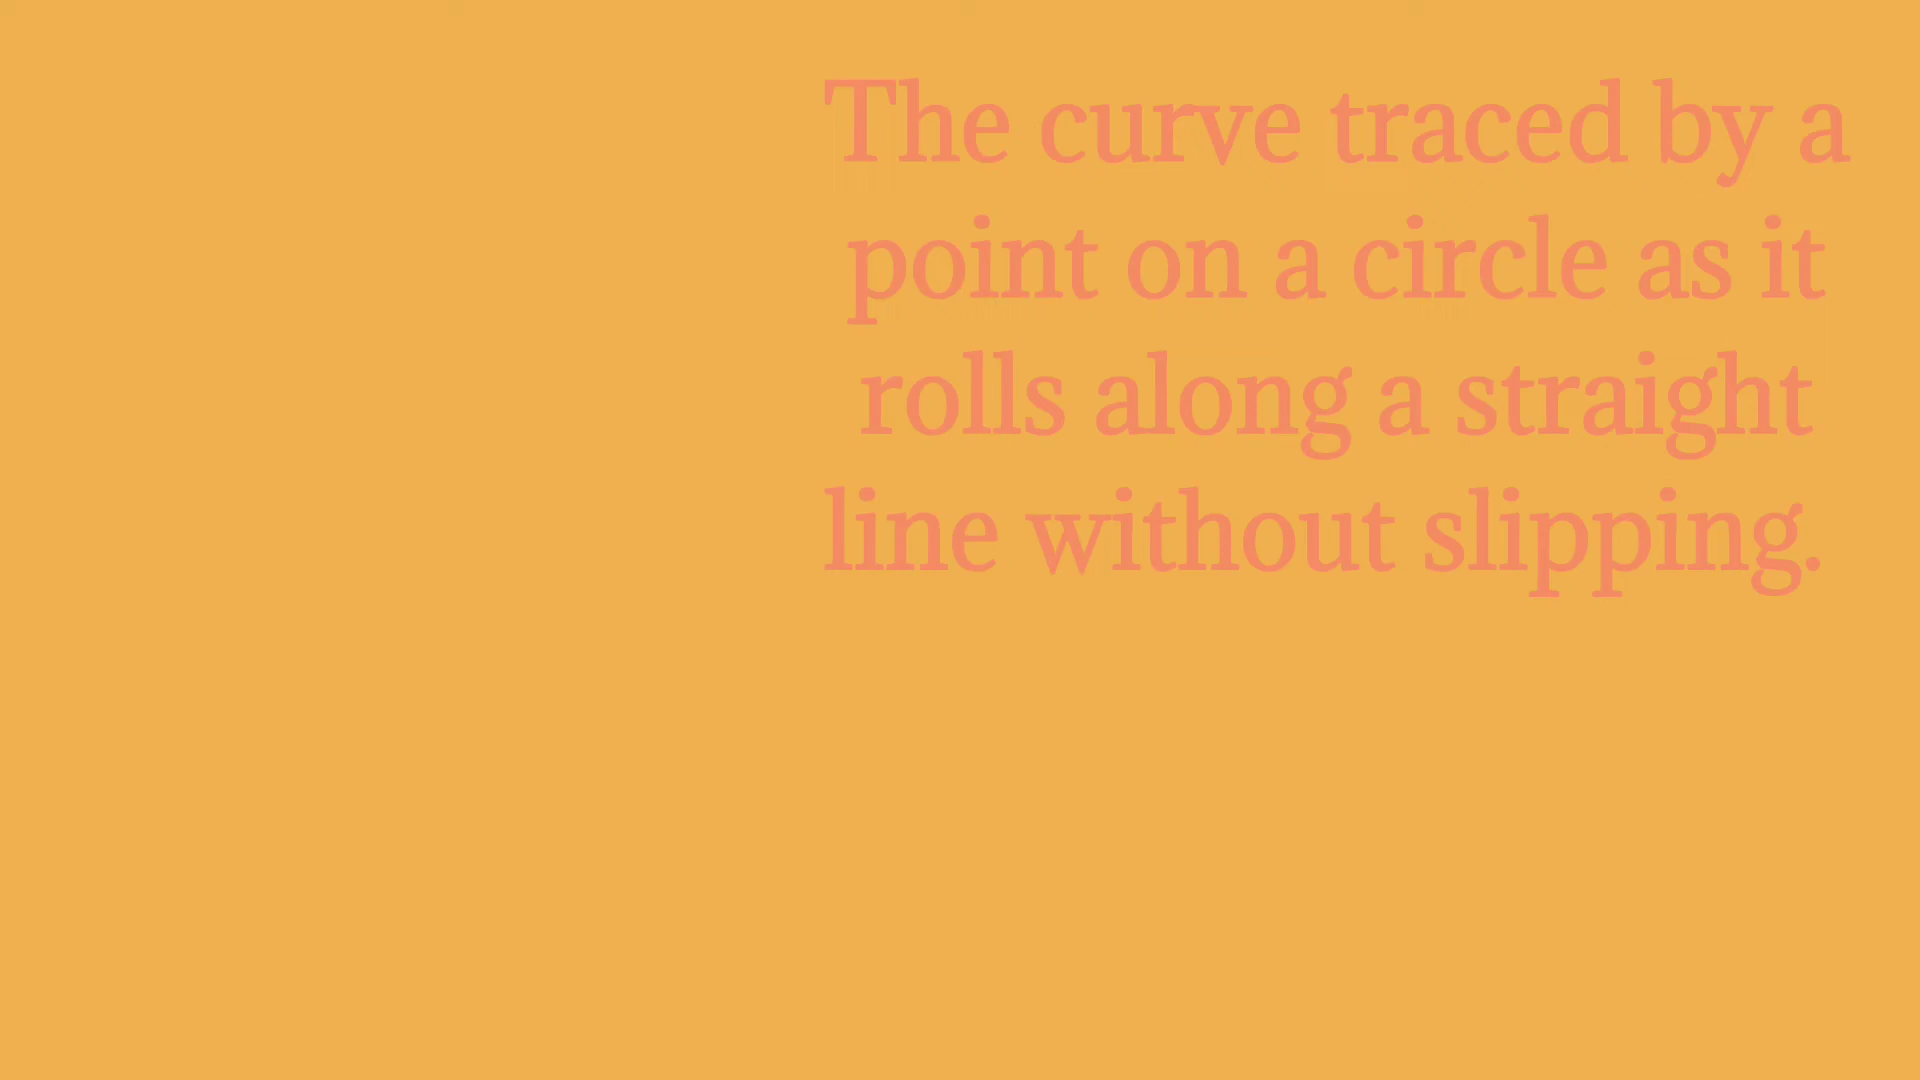 The curve traced by a
point on a circle as it
rolls along a straight
line without slipping.